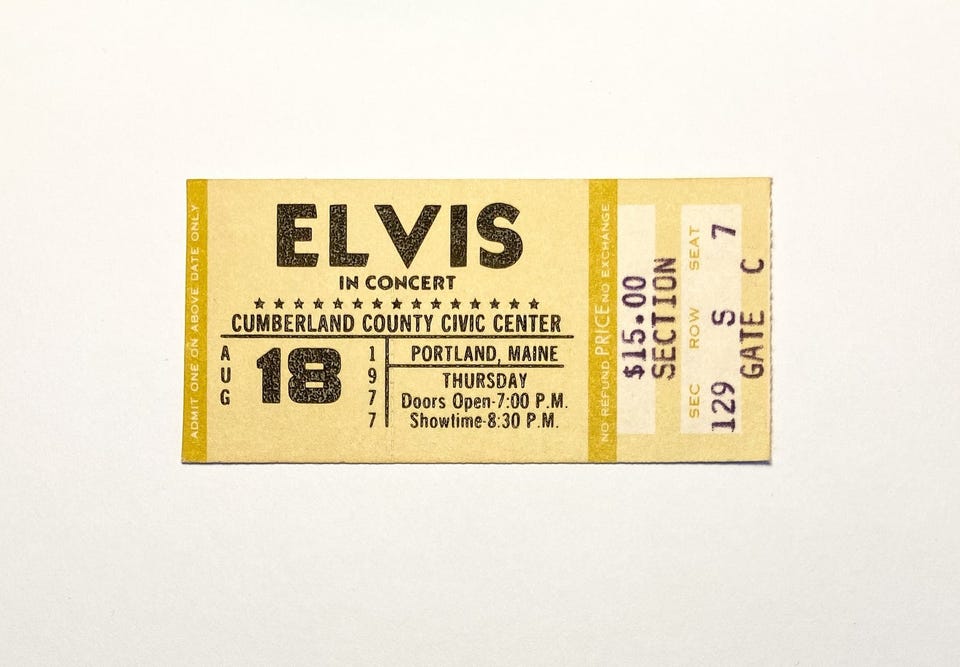 ADMIT ONE ON ABOVE DATE ONLY
ELVIS
IN CONCERT
CUMBERLAND COUNTY CIVIC CENTER
AUG
18
1977
PORTLAND, MAINE
THURSDAY
Doors Open-7:00 P.M.
Showtime-8:30 P.M.
NO REFUND PRICE NO EXCHANGE
$15.00
SECTION
SEC ROW SEAT
129 S 7
GATE C